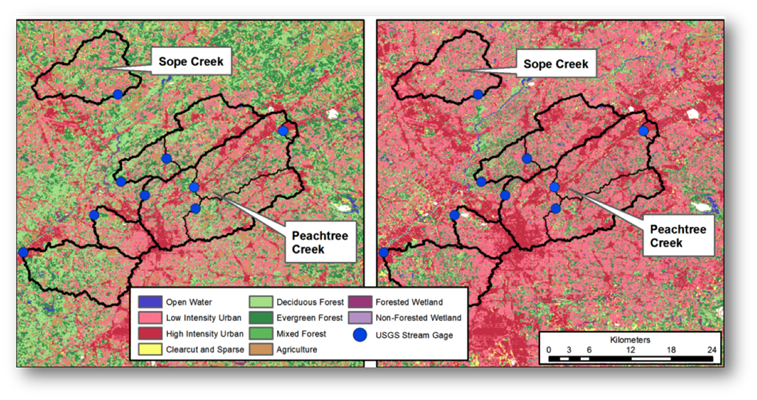 Sope Creek
Sope Creek
Peachtree
Creek
Peachtree
Creek
Open Water
Deciduous Forest
Forested Wetland
Low Intensity Urban
Evergreen Forest
Non-Forested Wetland
High Intensity Urban
Mixed Forest
USGS Stream Gage
Clearcut and Sparse
Agriculture
Kilometers
0 3 6 12 18 24